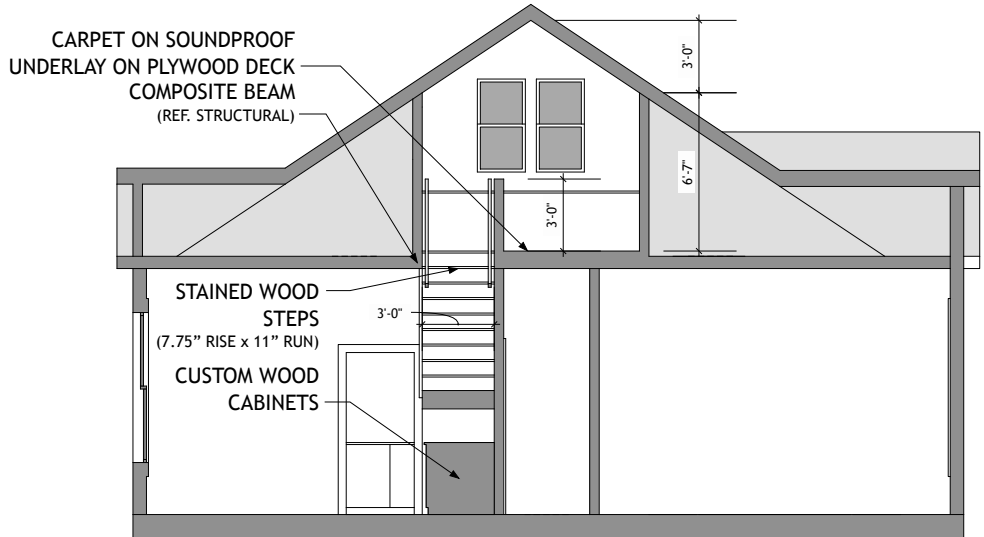 CARPET ON SOUNDPROOF
UNDERLAY ON PLYWOOD DECK
COMPOSITE BEAM
(REF. STRUCTURAL)
3'-0"
6'-7"
3'-0"
STAINED WOOD
STEPS
(7.75” RISE x 11” RUN)
3'-0"
CUSTOM WOOD
CABINETS